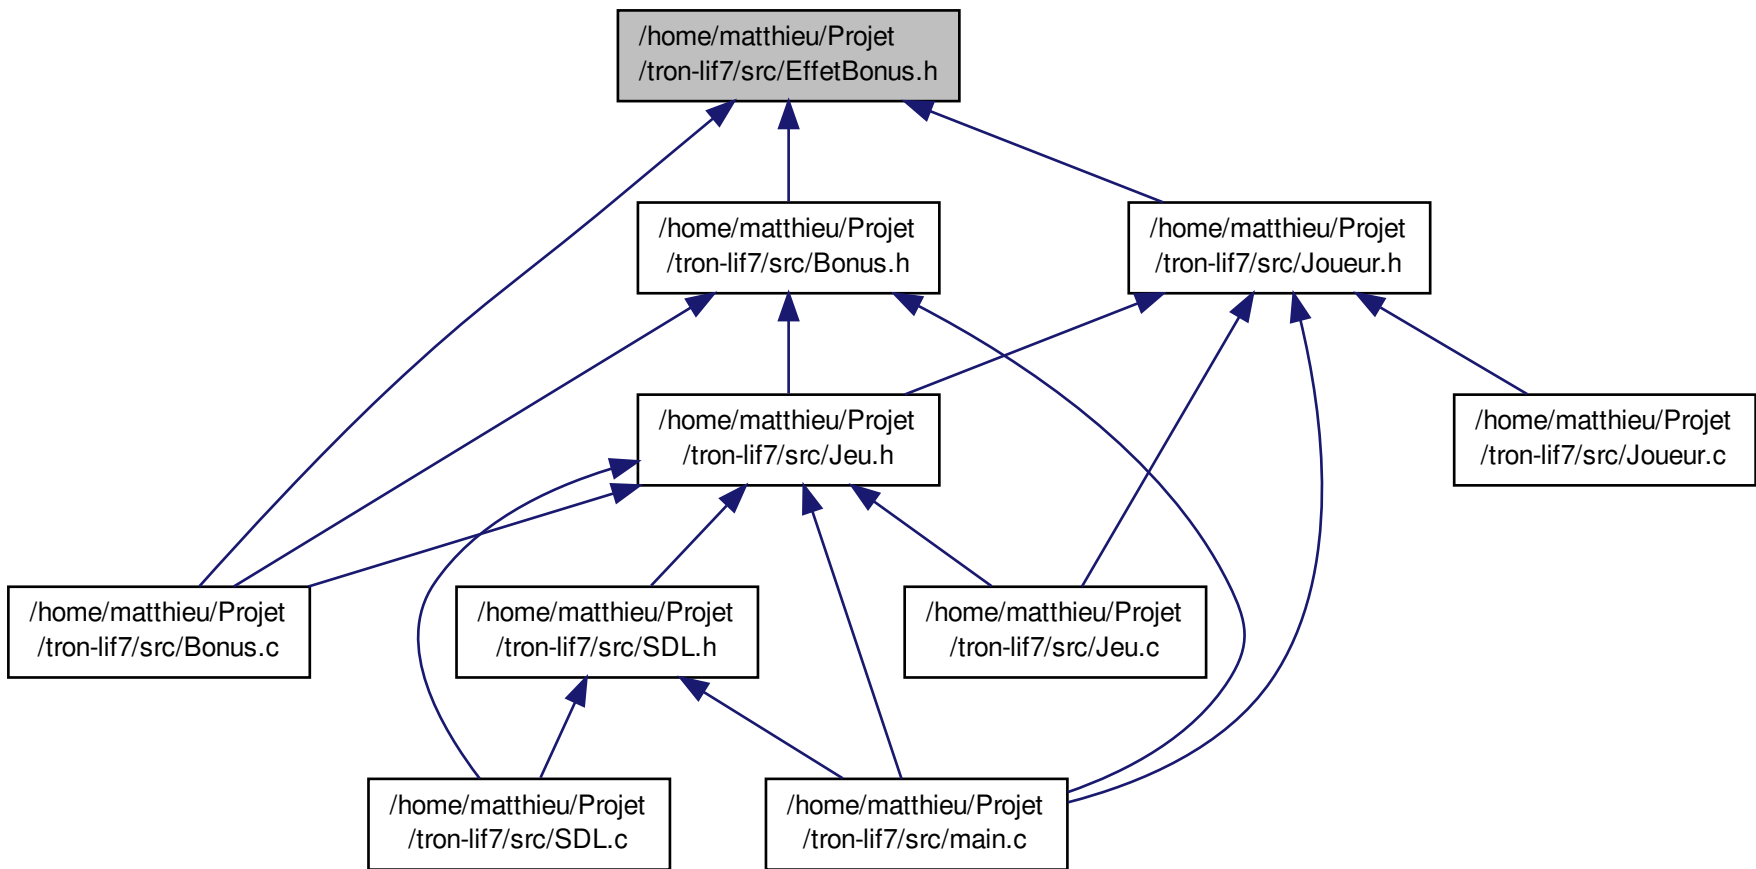 /home/matthieu/Projet
/tron-lif7/src/EffetBonus.h
/home/matthieu/Projet
/tron-lif7/src/Bonus.h
/home/matthieu/Projet
/tron-lif7/src/Joueur.h
/home/matthieu/Projet
/tron-lif7/src/Jeu.h
/home/matthieu/Projet
/tron-lif7/src/Joueur.c
/home/matthieu/Projet
/tron-lif7/src/Bonus.c
/home/matthieu/Projet
/tron-lif7/src/SDL.h
/home/matthieu/Projet
/tron-lif7/src/Jeu.c
/home/matthieu/Projet
/tron-lif7/src/SDL.c
/home/matthieu/Projet
/tron-lif7/src/main.c